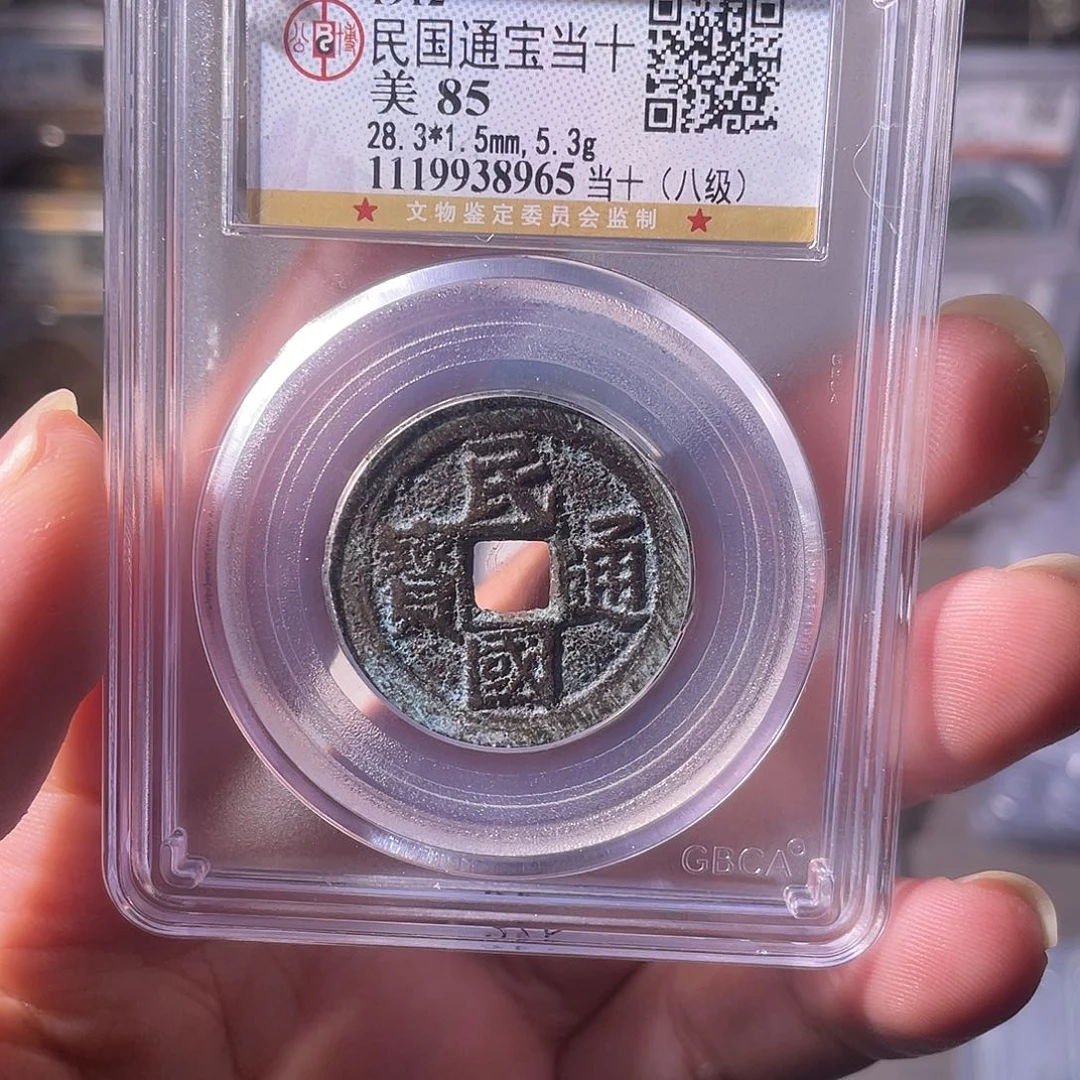 1912
民国通宝当十
美 85
28.3*1.5mm, 5.3g
1119938965 当十（八级）
★ 文物鉴定委员会监制 ★
民
寶 通
國
GBCA